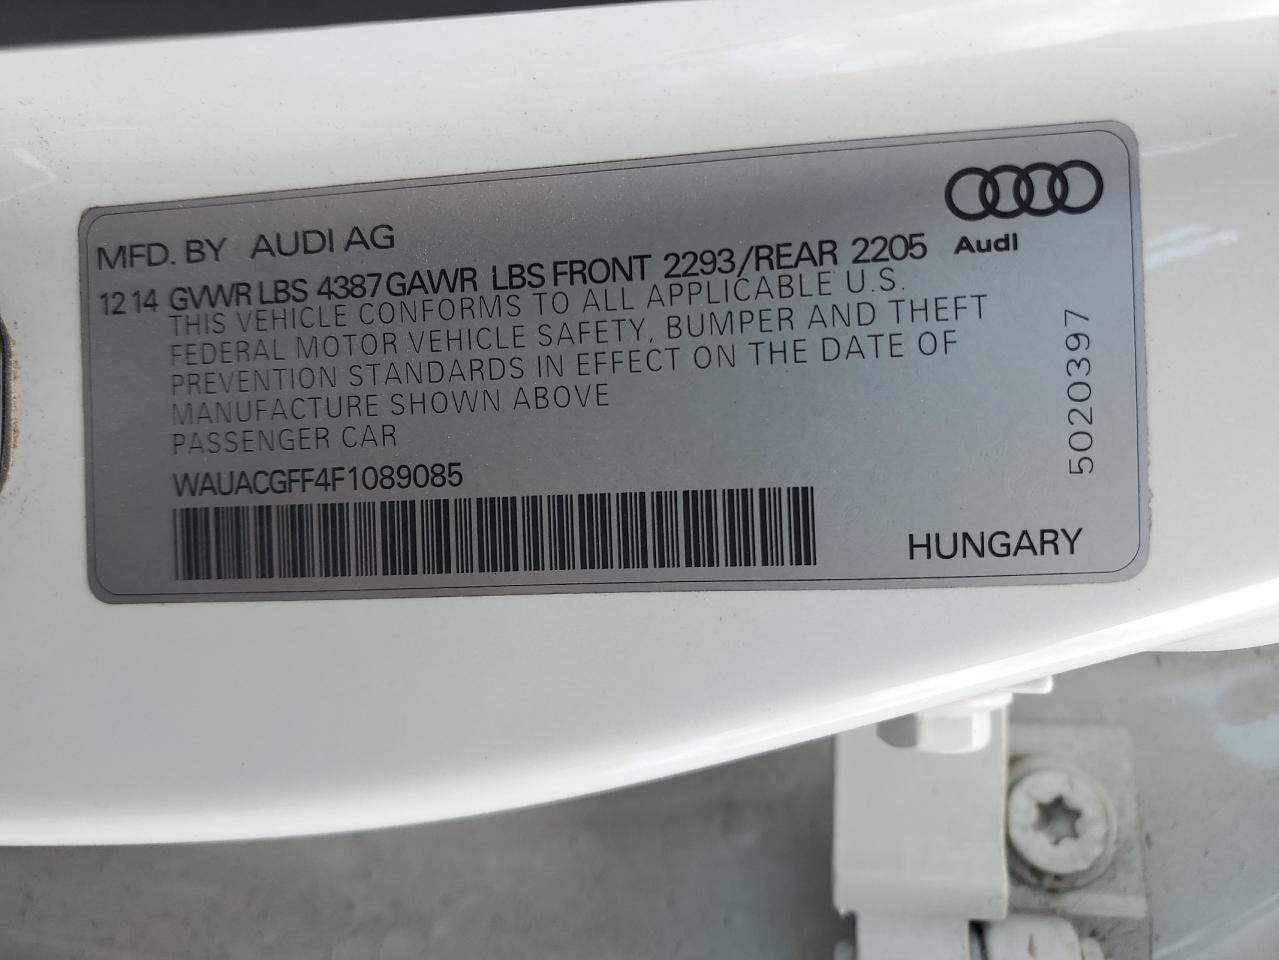 MFD. BY AUDI AG
Audi
12 14 GVWR LBS 4387 GAWR LBS FRONT 2293/REAR 2205
THIS VEHICLE CONFORMS TO ALL APPLICABLE U.S.
FEDERAL MOTOR VEHICLE SAFETY, BUMPER AND THEFT
PREVENTION STANDARDS IN EFFECT ON THE DATE OF
MANUFACTURE SHOWN ABOVE
PASSENGER CAR
WAUACGFF4F1089085
HUNGARY
5020397